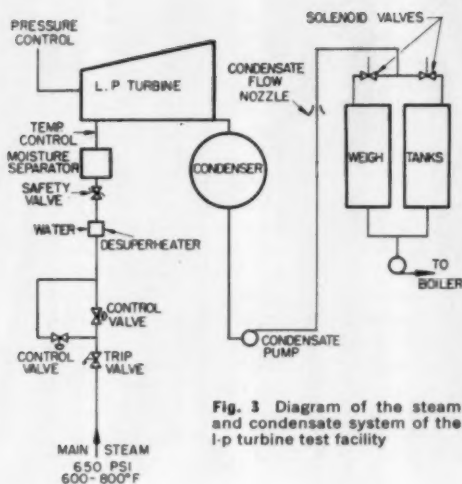 PRESSURE
CONTROL
L.P TURBINE
SOLENOID VALVES
CONDENSATE
FLOW
NOZZLE
TEMP
CONTROL
MOISTURE
SEPARATOR
CONDENSER
WEIGH
TANKS
SAFETY
VALVE
WATER
DESUPERHEATER
TO
BOILER
CONTROL
VALVE
CONTROL
VALVE
TRIP
VALVE
CONDENSATE
PUMP
MAIN STEAM
650 PSI
600-800°F
Fig. 3 Diagram of the steam
and condensate system of the
l-p turbine test facility